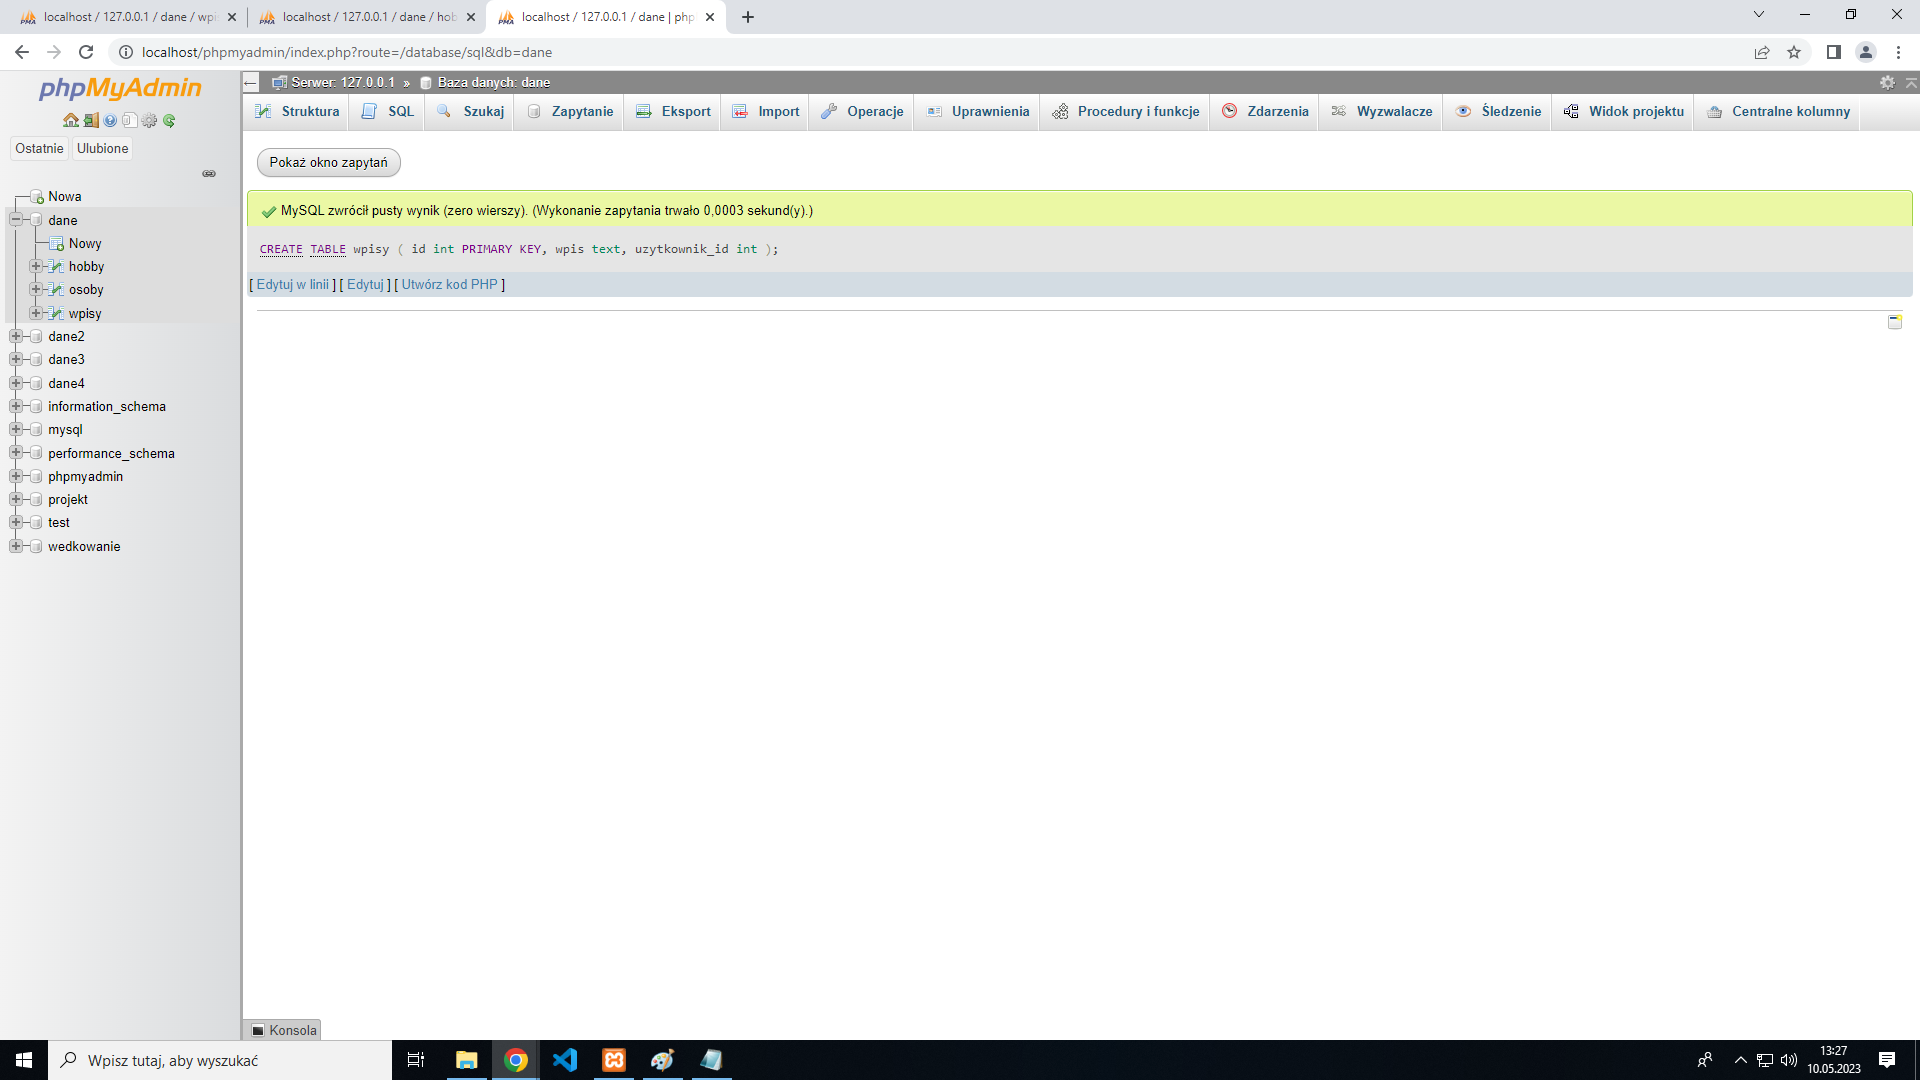 localhost / 127.0.0.1 / dane / wpi
localhost / 127.0.0.1 / dane / hob
localhost / 127.0.0.1 / dane | php
localhost/phpmyadmin/index.php?route=/database/sql&db=dane
phpMyAdmin
Ostatnie
Ulubione
Nowa
dane
Nowy
hobby
osoby
wpisy
dane2
dane3
dane4
information_schema
mysql
performance_schema
phpmyadmin
projekt
test
wedkowanie
Serwer: 127.0.0.1 » Baza danych: dane
Struktura
SQL
Szukaj
Zapytanie
Eksport
Import
Operacje
Uprawnienia
Procedury i funkcje
Zdarzenia
Wyzwalacze
Śledzenie
Widok projektu
Centralne kolumny
Pokaż okno zapytań
MySQL zwrócił pusty wynik (zero wierszy). (Wykonanie zapytania trwało 0,0003 sekund(y).)
CREATE TABLE wpisy ( id int PRIMARY KEY, wpis text, uzytkownik_id int );
[ Edytuj w linii ] [ Edytuj ] [ Utwórz kod PHP ]
Konsola
Wpisz tutaj, aby wyszukać
13:27
10.05.2023